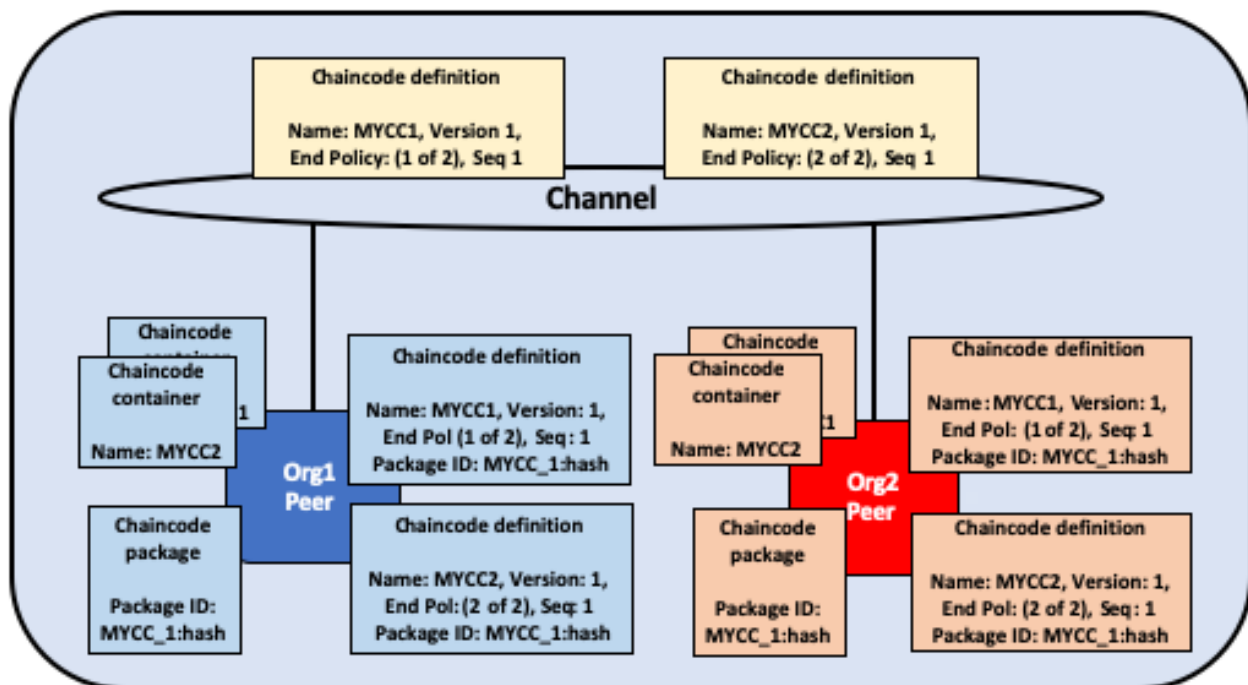 Chaincode definition
Name: MYCC1, Version 1,
End Policy: (1 of 2), Seq 1
Chaincode definition
Name: MYCC2, Version 1,
End Policy: (2 of 2), Seq 1
Channel
Chaincode
1
Chaincode
container
Name: MYCC2
Chaincode definition
Name: MYCC1, Version: 1,
End Pol (1 of 2), Seq: 1
Package ID: MYCC_1:hash
Org1
Peer
Chaincode
package
Package ID:
MYCC_1:hash
Chaincode definition
Name: MYCC2, Version: 1,
End Pol: (2 of 2), Seq: 1
Package ID: MYCC_1:hash
Chaincode
Chaincode
container
Name: MYCC2
Chaincode definition
Name: MYCC1, Version: 1,
End Pol: (1 of 2), Seq: 1
Package ID: MYCC_1:hash
Org2
Peer
Chaincode
package
Package ID:
MYCC_1:hash
Chaincode definition
Name: MYCC2, Version: 1,
End Pol: (2 of 2), Seq: 1
Package ID: MYCC_1:hash